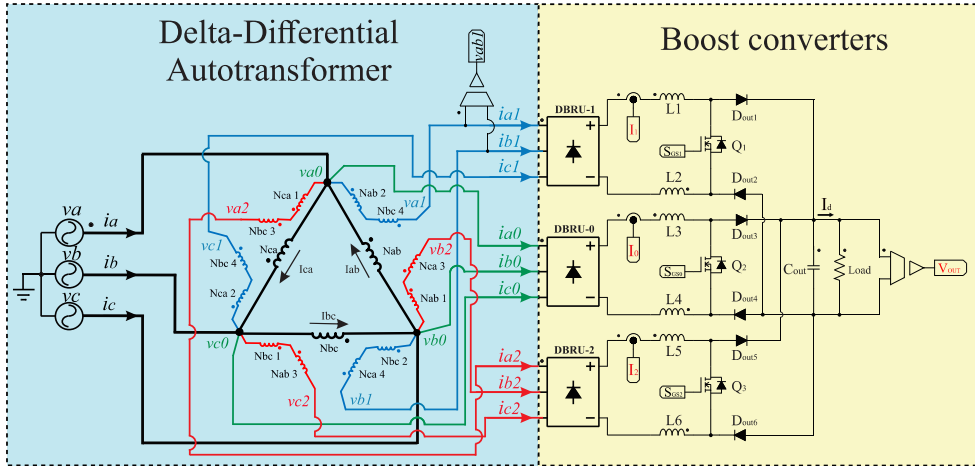 Delta-Differential
Autotransformer
Boost converters
vab1
va
ia
vb
ib
vc
ic
va0
va2
Nca 1
Nbc 3
Nab 2
Nbc 4
va1
vc1
Nbc 4
Nca 2
Nca
Ica
Iab
Nab
vb2
Nca 3
Nab 1
vc0
Ibc
Nbc
vb0
Nbc 1
Nab 3
vc2
Nbc 2
Nca 4
vb1
ia1
ib1
ic1
ia0
ib0
ic0
ia2
ib2
ic2
DBRU-1
I1
L1
Dout1
SGS1
Q1
L2
Dout2
DBRU-0
I0
L3
Dout3
SGS0
Q2
L4
Dout4
DBRU-2
I2
L5
Dout5
SGS2
Q3
L6
Dout6
Id
Cout
Load
VOUT